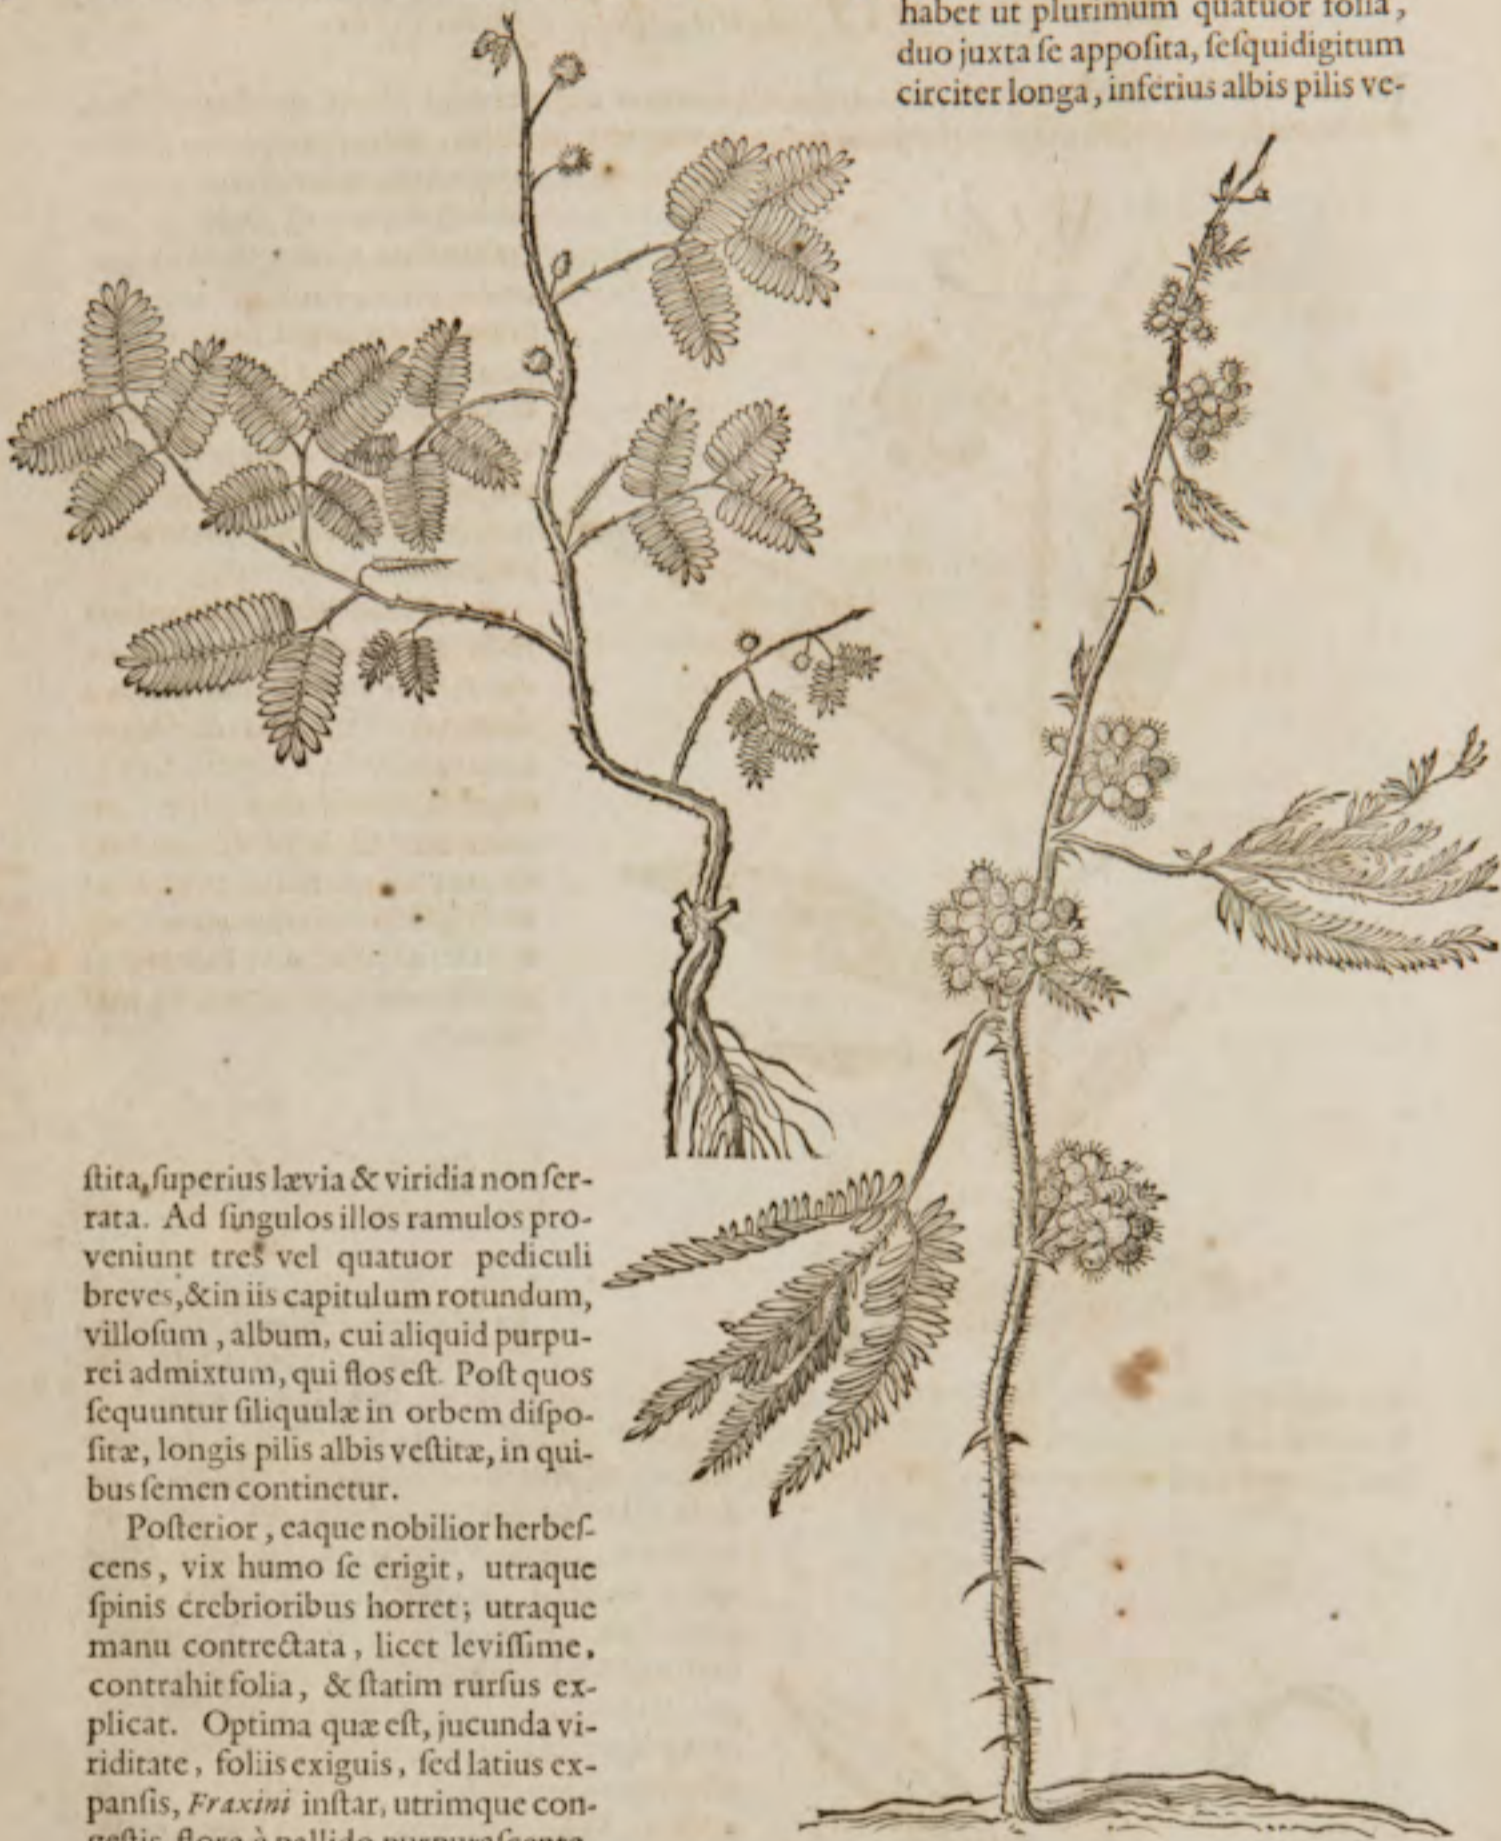 habet ut plurimum quatuor folia,
duo juxta ſe appoſita, ſeſquidigitum
circiter longa, inferius albis pilis ve-
ſtita, ſuperius lævia & viridia non ſer-
rata. Ad ſingulos illos ramulos pro-
veniunt tres vel quatuor pediculi
breves, & in iis capitulum rotundum,
villoſum, album, cui aliquid purpu-
rei admixtum, qui flos eſt. Poſt quos
ſequuntur ſiliquulæ in orbem diſpo-
ſitæ, longis pilis albis veſtitæ, in qui-
bus ſemen continetur.
Poſterior, eaque nobilior herbeſ-
cens, vix humo ſe erigit, utraque
ſpinis crebrioribus horret; utraque
manu contrectata, licet leviſſime,
contrahit folia, & ſtatim rurſus ex-
plicat. Optima quæ eſt, jucunda vi-
riditate, foliis exiguis, ſed latius ex-
panſis, Fraxini inſtar, utrimque con-
geſtis, flore è pallido purpuraſcente